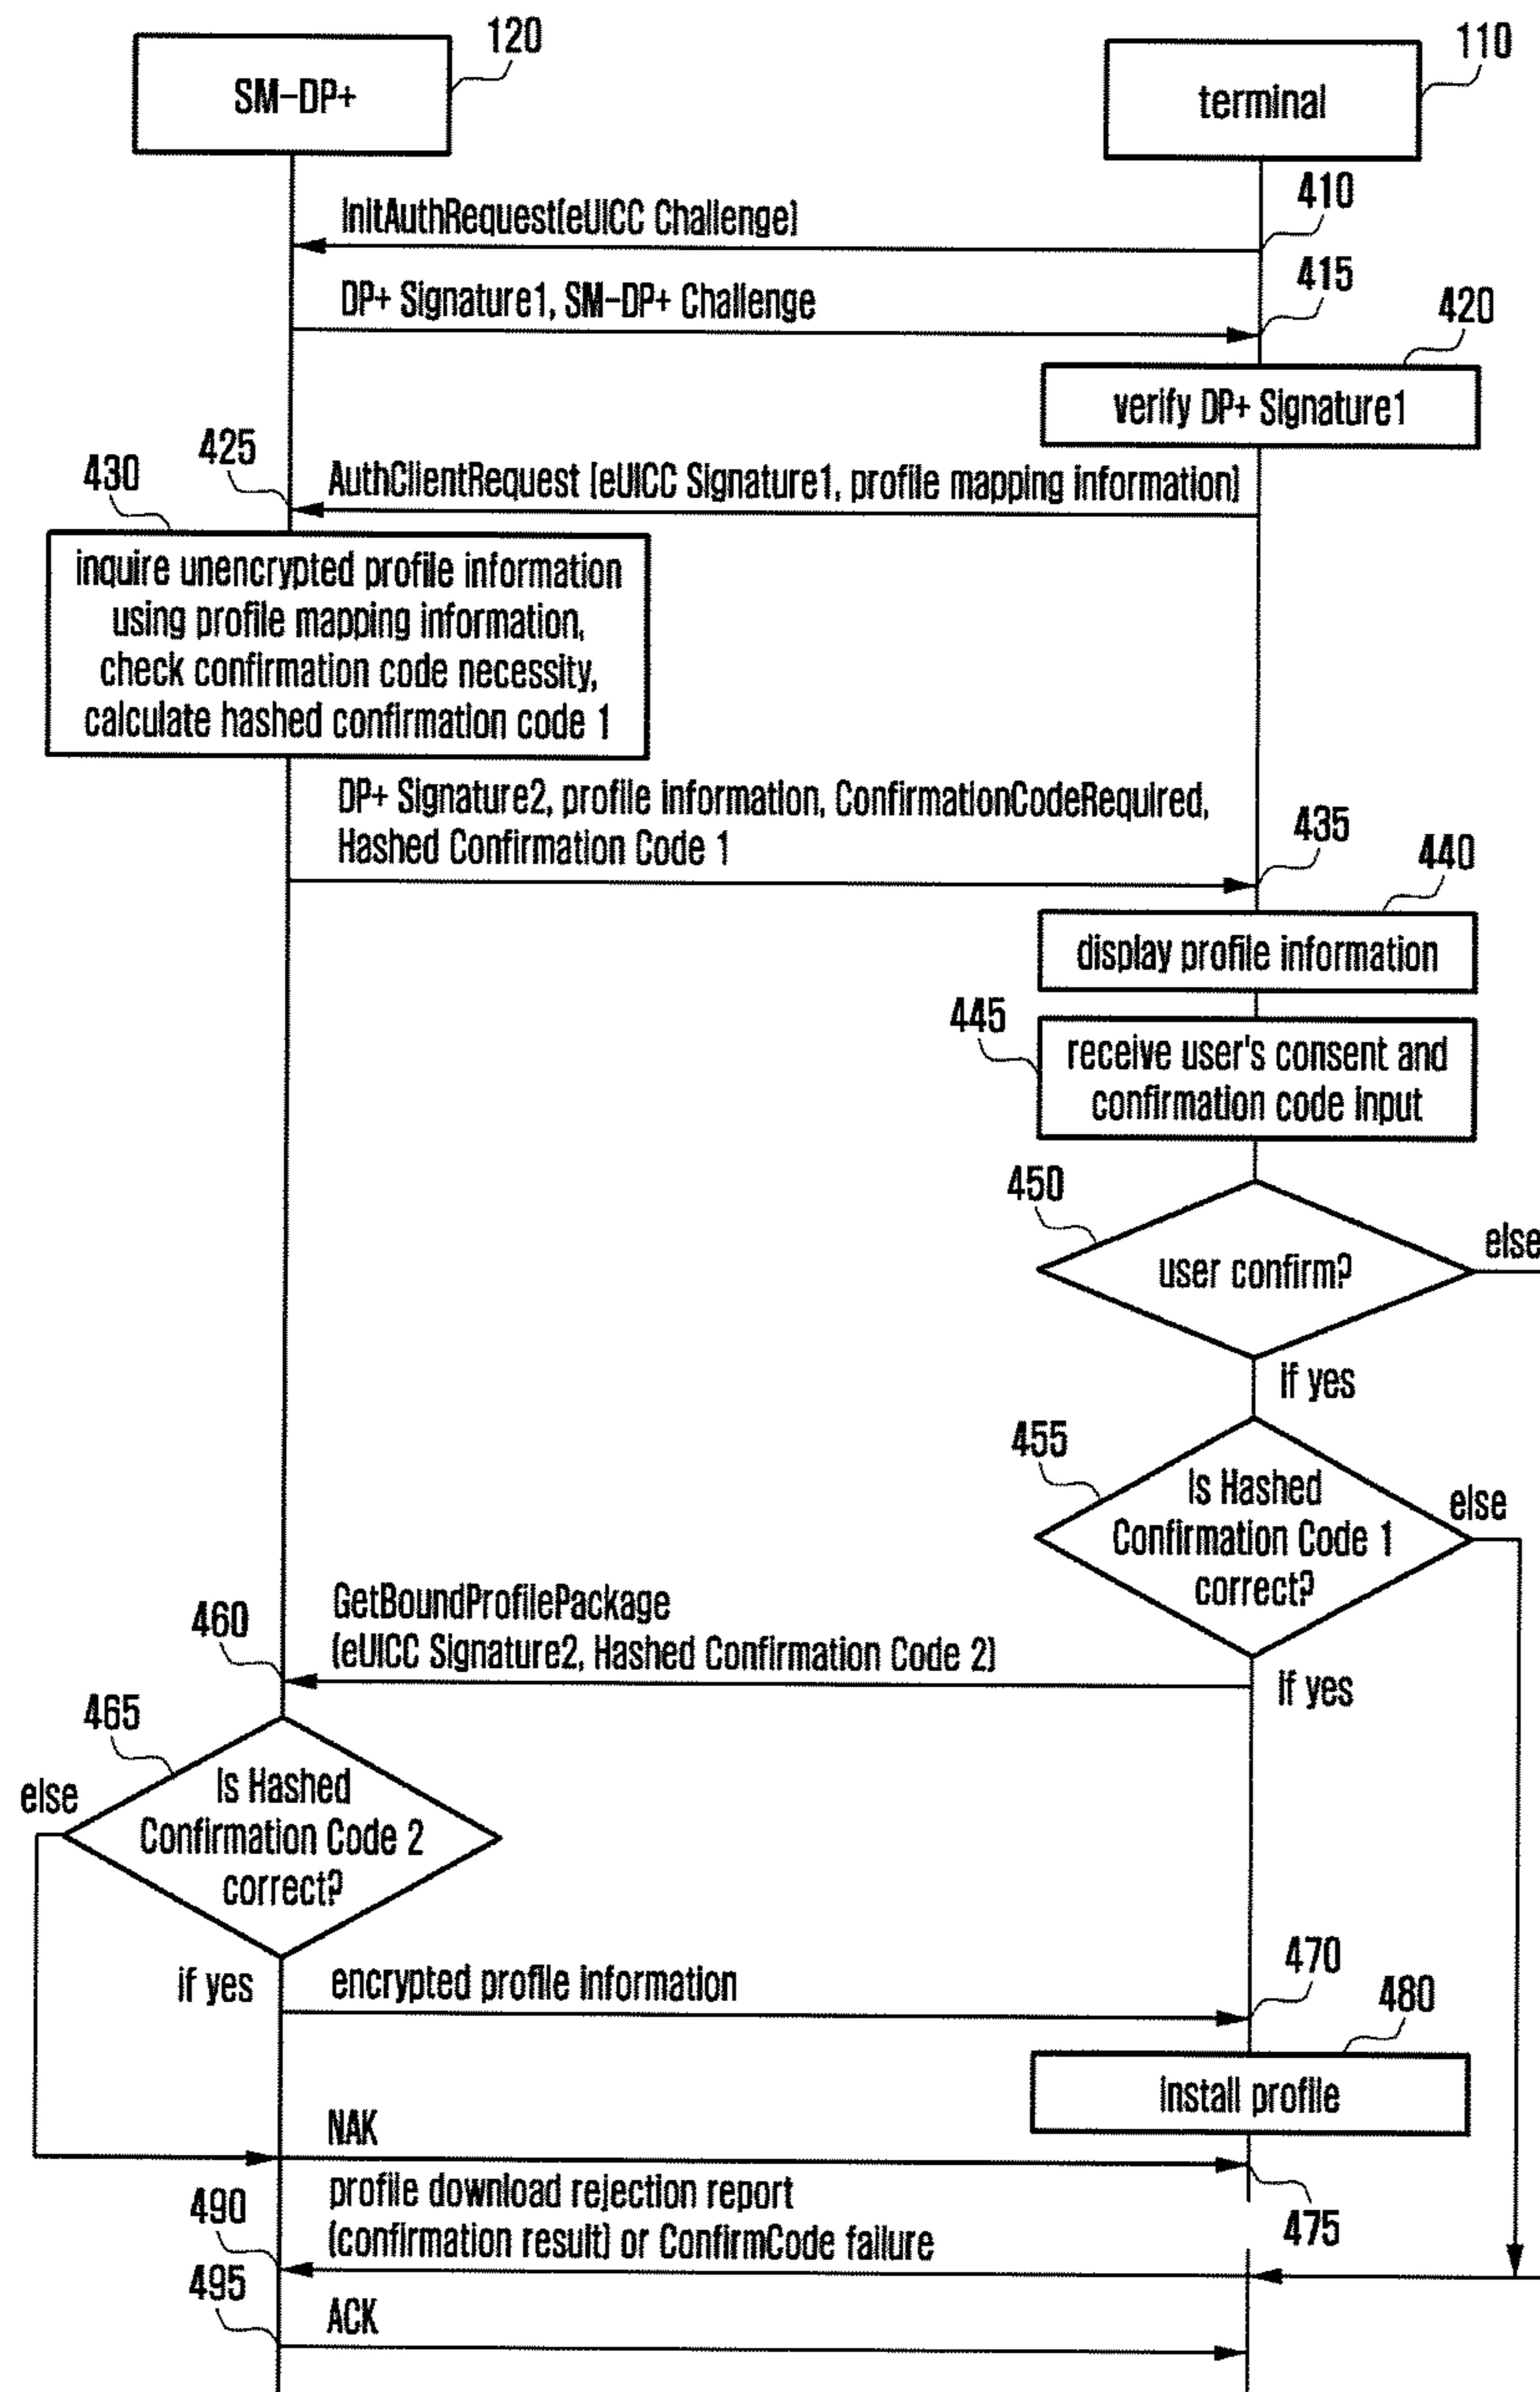 120
SM-DP+
110
terminal
410
InitAuthRequest(eUICC Challenge)
415
DP+ Signature1, SM-DP+ Challenge
420
verify DP+ Signature1
425
430
AuthClientRequest (eUICC Signature1, profile mapping information)
inquire unencrypted profile information
using profile mapping information,
check confirmation code necessity,
calculate hashed confirmation code 1
DP+ Signature2, profile information, ConfirmationCodeRequired,
Hashed Confirmation Code 1
435
440
display profile information
445
receive user's consent and
confirmation code input
450
else
user confirm?
if yes
455
Is Hashed
Confirmation Code 1
correct?
else
460
GetBoundProfilePackage
(eUICC Signature2, Hashed Confirmation Code 2)
if yes
465
else
Is Hashed
Confirmation Code 2
correct?
if yes
encrypted profile information
470
480
install profile
NAK
475
profile download rejection report
(confirmation result) or ConfirmCode failure
490
495
ACK